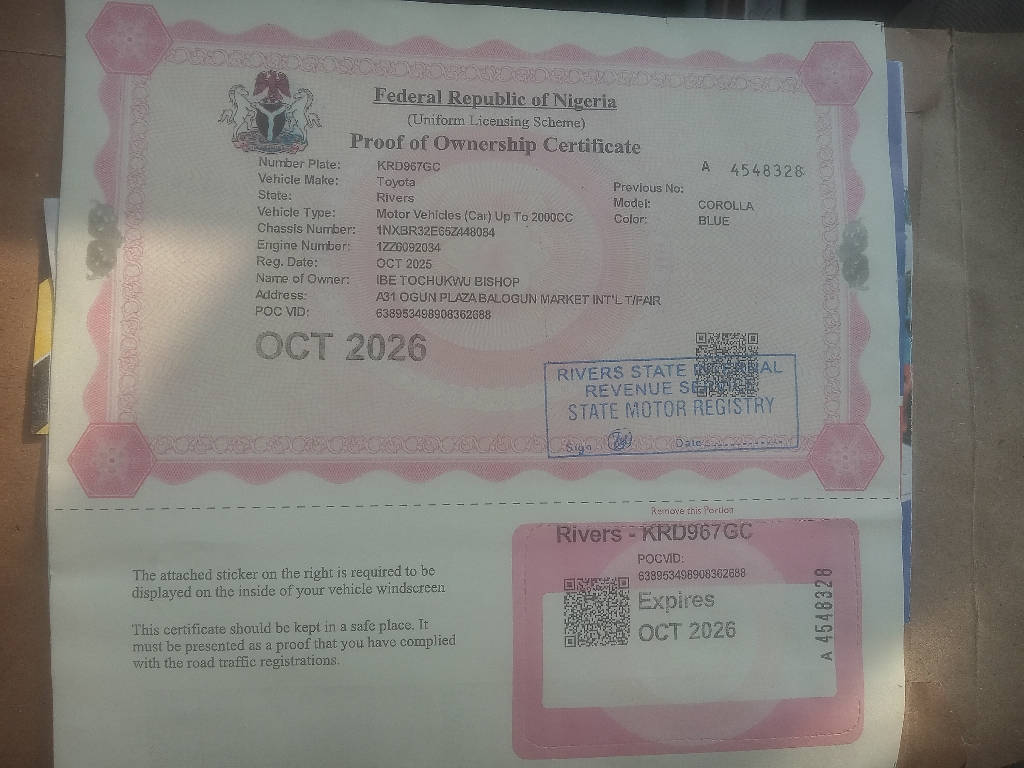 Federal Republic of Nigeria
(Uniform Licensing Scheme)
Proof of Ownership Certificate
A 4548328
Number Plate: KRD967GC
Vehicle Make: Toyota
Previous No:
State: Rivers
Model: COROLLA
Vehicle Type: Motor Vehicles (Car) Up To 2000CC
Color: BLUE
Chassis Number: 1NXBR32E66Z448084
Engine Number: 1ZZ6092034
Reg. Date: OCT 2025
Name of Owner: IBE TOCHUKWU BISHOP
Address: A31 OGUN PLAZA BALOGUN MARKET INT'L T/FAIR
POC VID: 638953498908362688
OCT 2026
RIVERS STATE INTERNAL
REVENUE
STATE MOTOR REGISTRY
Sign Date
Remove this Portion
Rivers - KRD967GC
POCVID:
638953498908362688
Expires
OCT 2026
A 4548328
The attached sticker on the right is required to be
displayed on the inside of your vehicle windscreen
This certificate should be kept in a safe place. It
must be presented as a proof that you have complied
with the road traffic registrations.